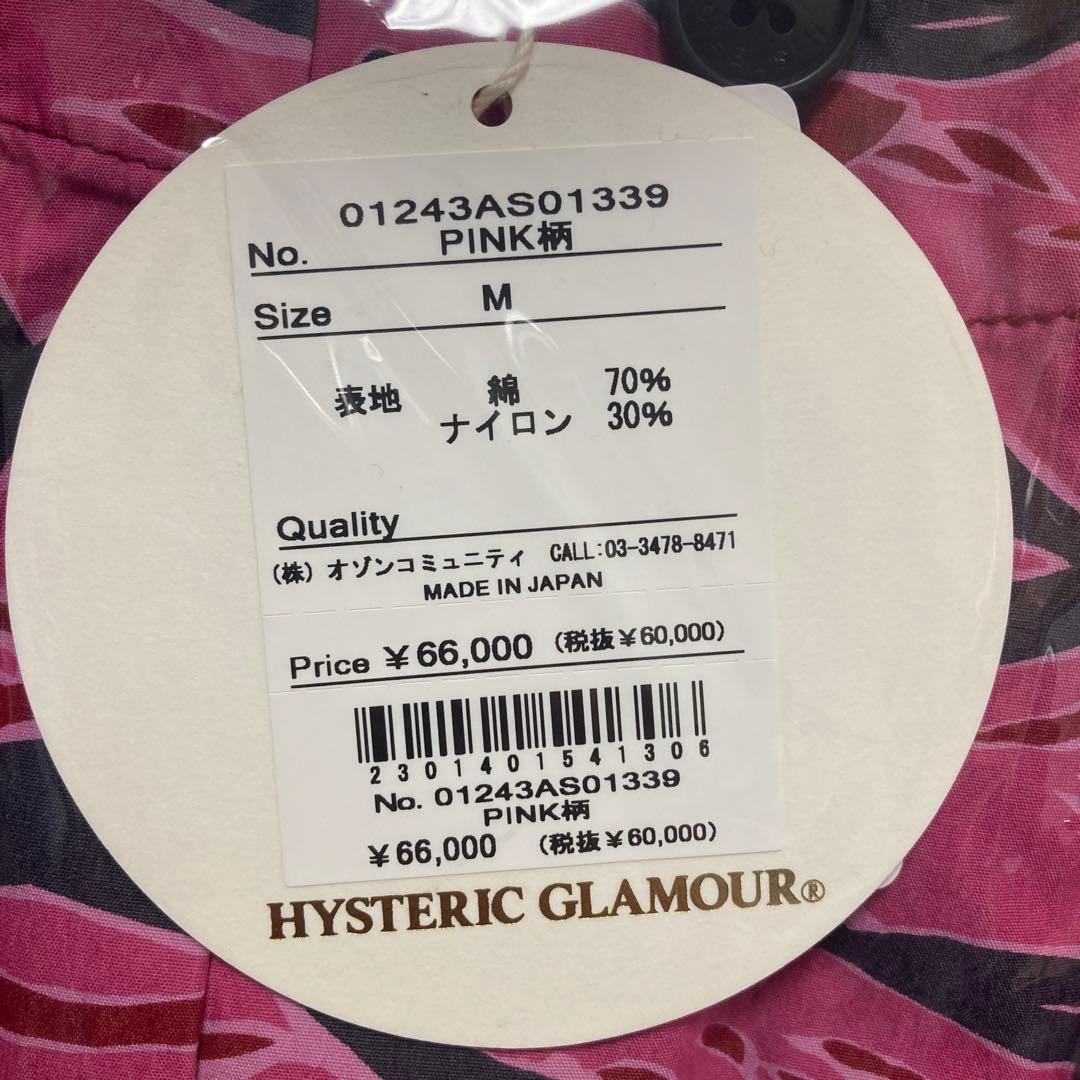 01243AS01339
No. PINK柄
Size M
表地 綿 70%
ナイロン 30%
Quality
(株) オゾンコミュニティ CALL:03-3478-8471
MADE IN JAPAN
Price ¥66,000 (税抜¥60,000)
2301401541306
No. 01243AS01339
PINK柄
¥66,000 (税抜¥60,000)
HYSTERIC GLAMOUR®